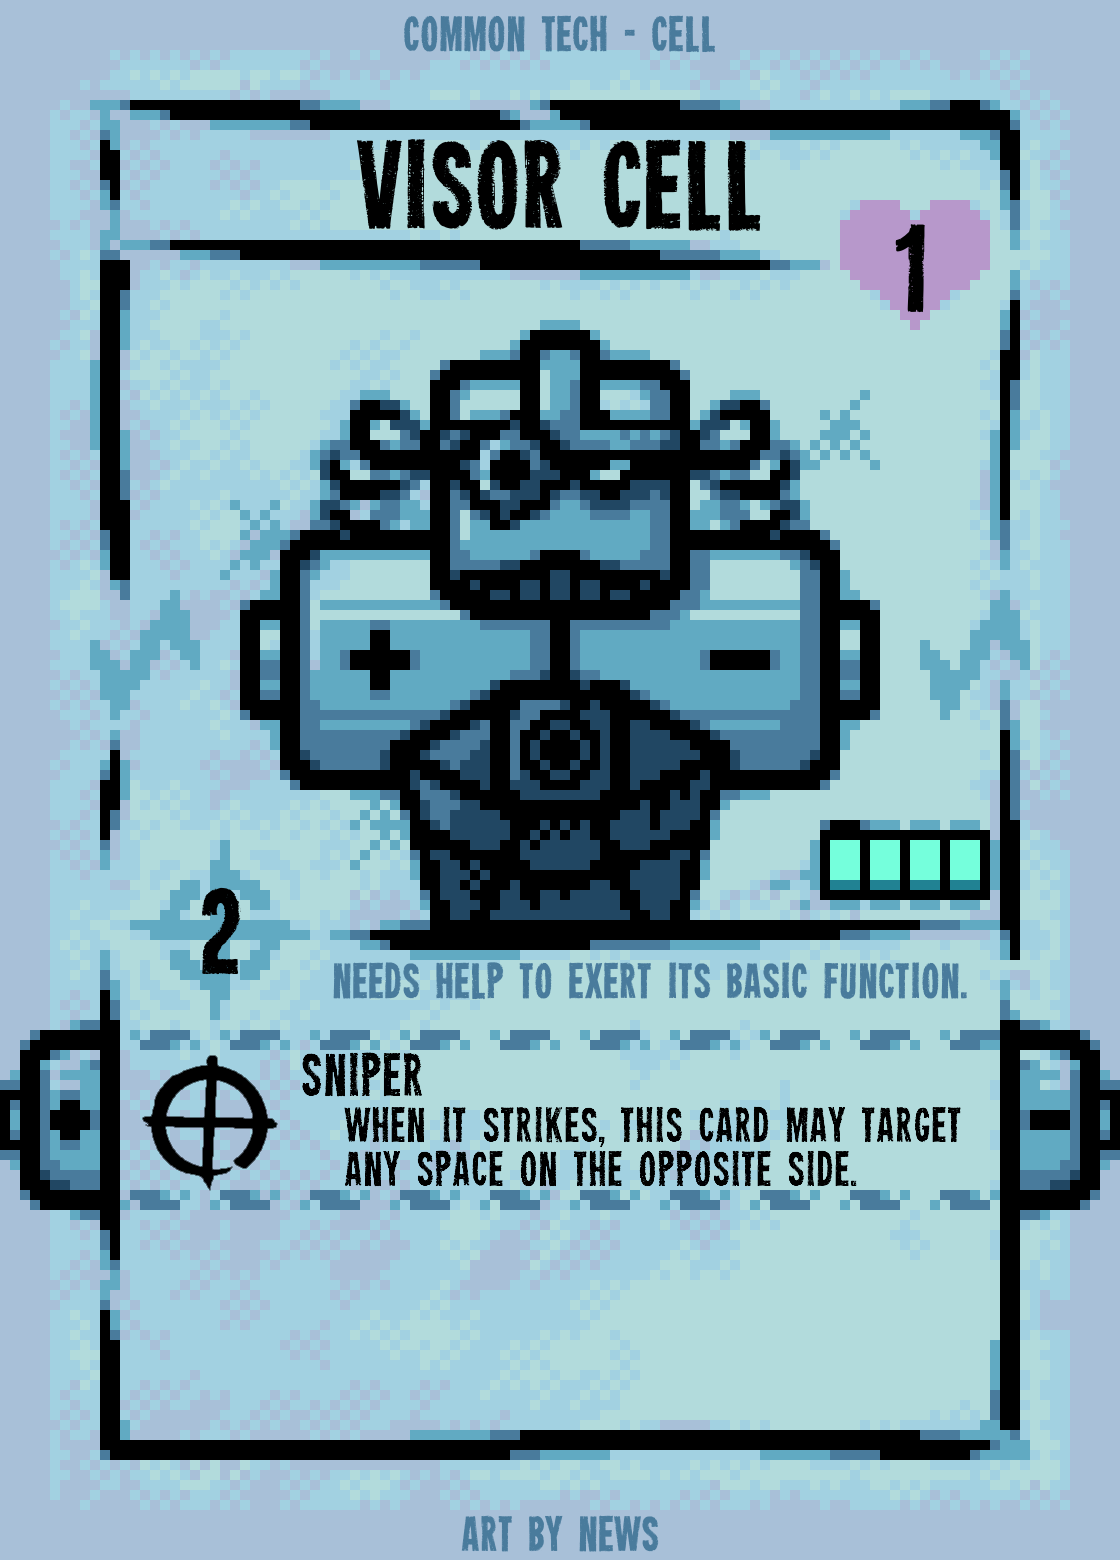 COMMON TECH - CELL
VISOR CELL
1
+ -
2
NEEDS HELP TO EXERT ITS BASIC FUNCTION.
SNIPER
WHEN IT STRIKES, THIS CARD MAY TARGET
ANY SPACE ON THE OPPOSITE SIDE.
+ -
ART BY NEWS